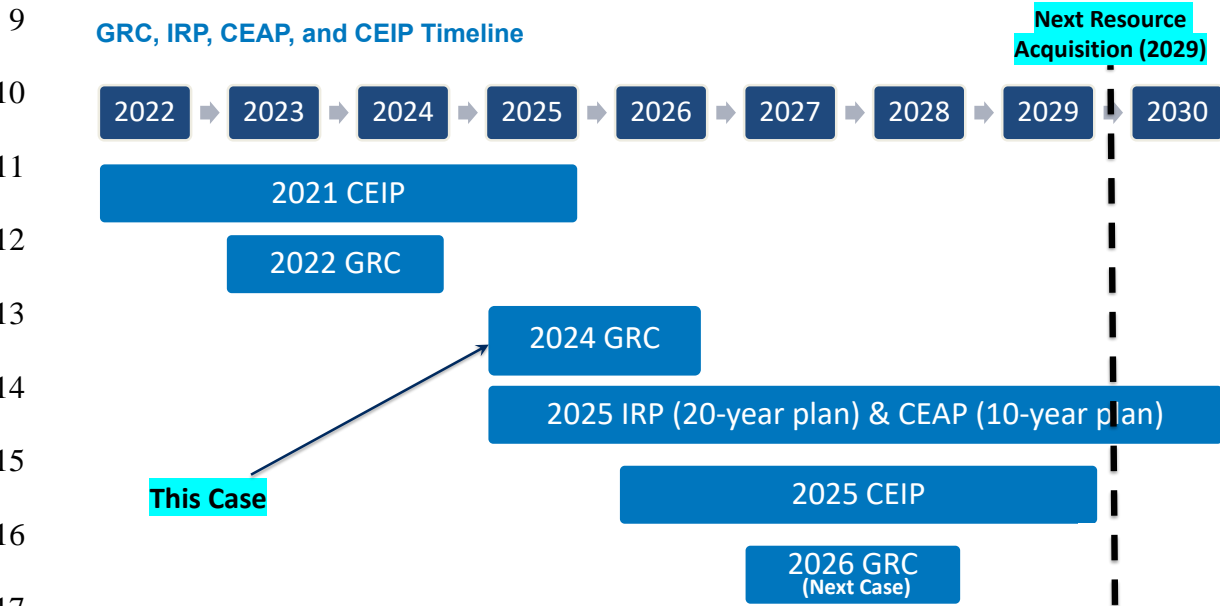 9
GRC, IRP, CEAP, and CEIP Timeline
Next Resource
Acquisition (2029)
10
2022 2023 2024 2025 2026 2027 2028 2029 2030
11
2021 CEIP
12
2022 GRC
13
2024 GRC
14
2025 IRP (20-year plan) & CEAP (10-year plan)
15
This Case
2025 CEIP
16
2026 GRC
(Next Case)
17